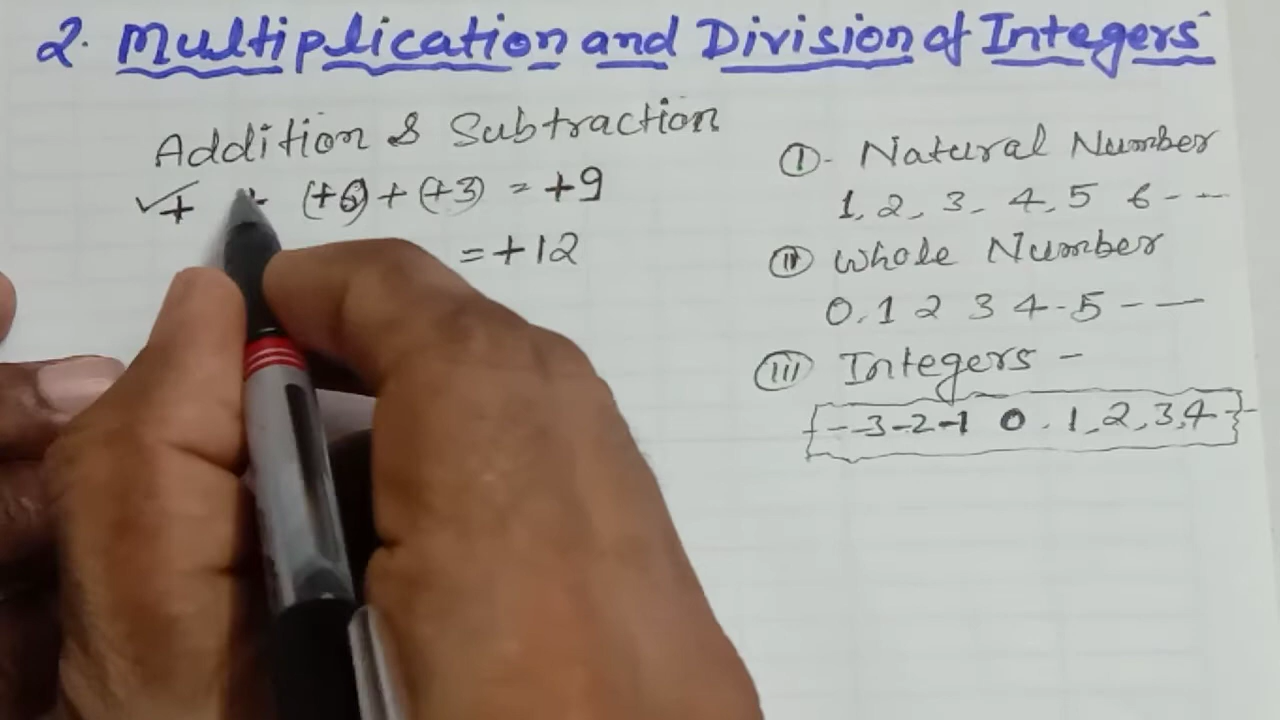 2. Multiplication and Division of Integers
Addition & Subtraction
+ + (+6) + (+3) = +9
= +12
I - Natural Number
1, 2, 3, 4, 5 6 - - -
II Whole Number
0, 1 2 3 4 - 5 - - -
III Integers -
{ - -3 -2 -1 0 . 1, 2, 3, 4 - } -